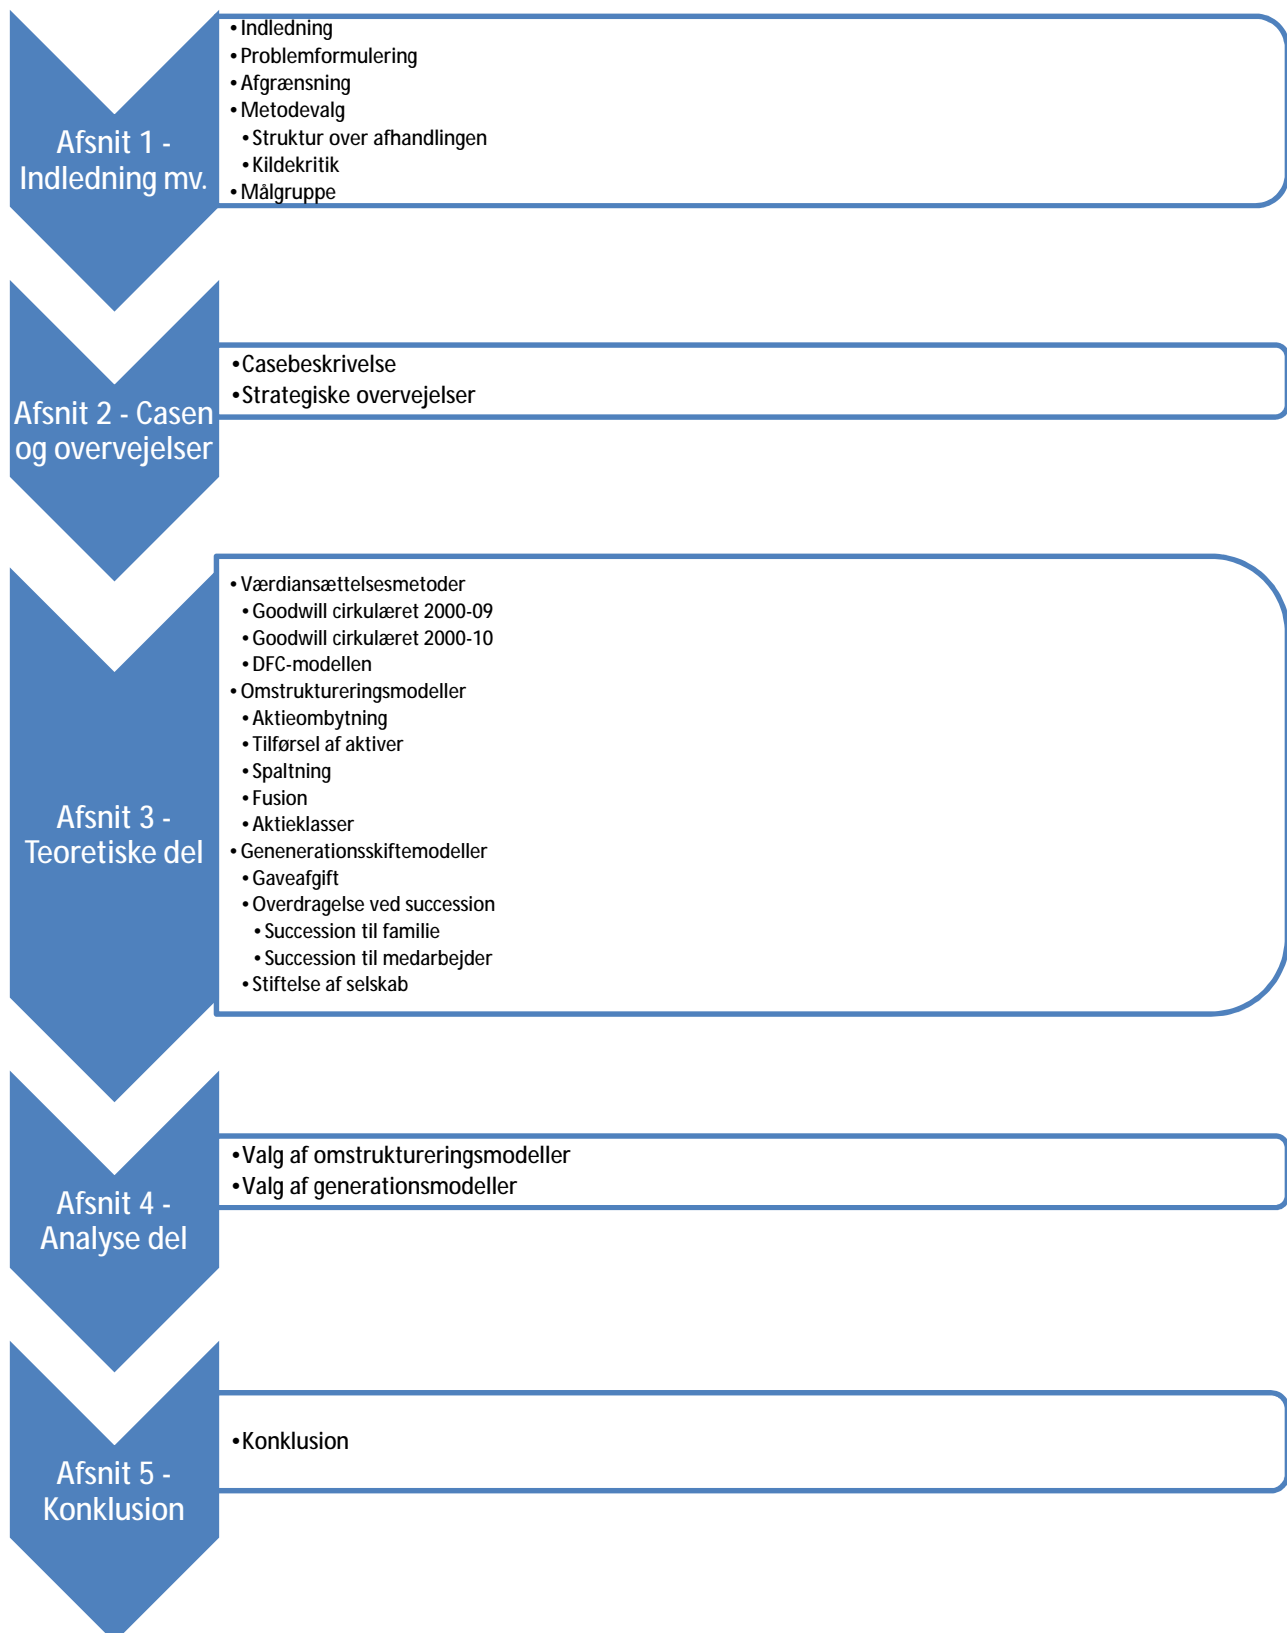 Afsnit 1 -
Indledning mv.
•Indledning
•Problemformulering
•Afgrænsning
•Metodevalg
•Struktur over afhandlingen
•Kildekritik
•Målgruppe
Afsnit 2 - Casen
og overvejelser
•Casebeskrivelse
•Strategiske overvejelser
Afsnit 3 -
Teoretiske del
•Værdiansættelsesmetoder
•Goodwill cirkulæret 2000-09
•Goodwill cirkulæret 2000-10
•DFC-modellen
•Omstruktureringsmodeller
•Aktieombytning
•Tilførsel af aktiver
•Spaltning
•Fusion
•Aktieklasser
•Genenerationsskiftemodeller
•Gaveafgift
•Overdragelse ved succession
•Succession til familie
•Succession til medarbejder
•Stiftelse af selskab
Afsnit 4 -
Analyse del
•Valg af omstruktureringsmodeller
•Valg af generationsmodeller
Afsnit 5 -
Konklusion
•Konklusion